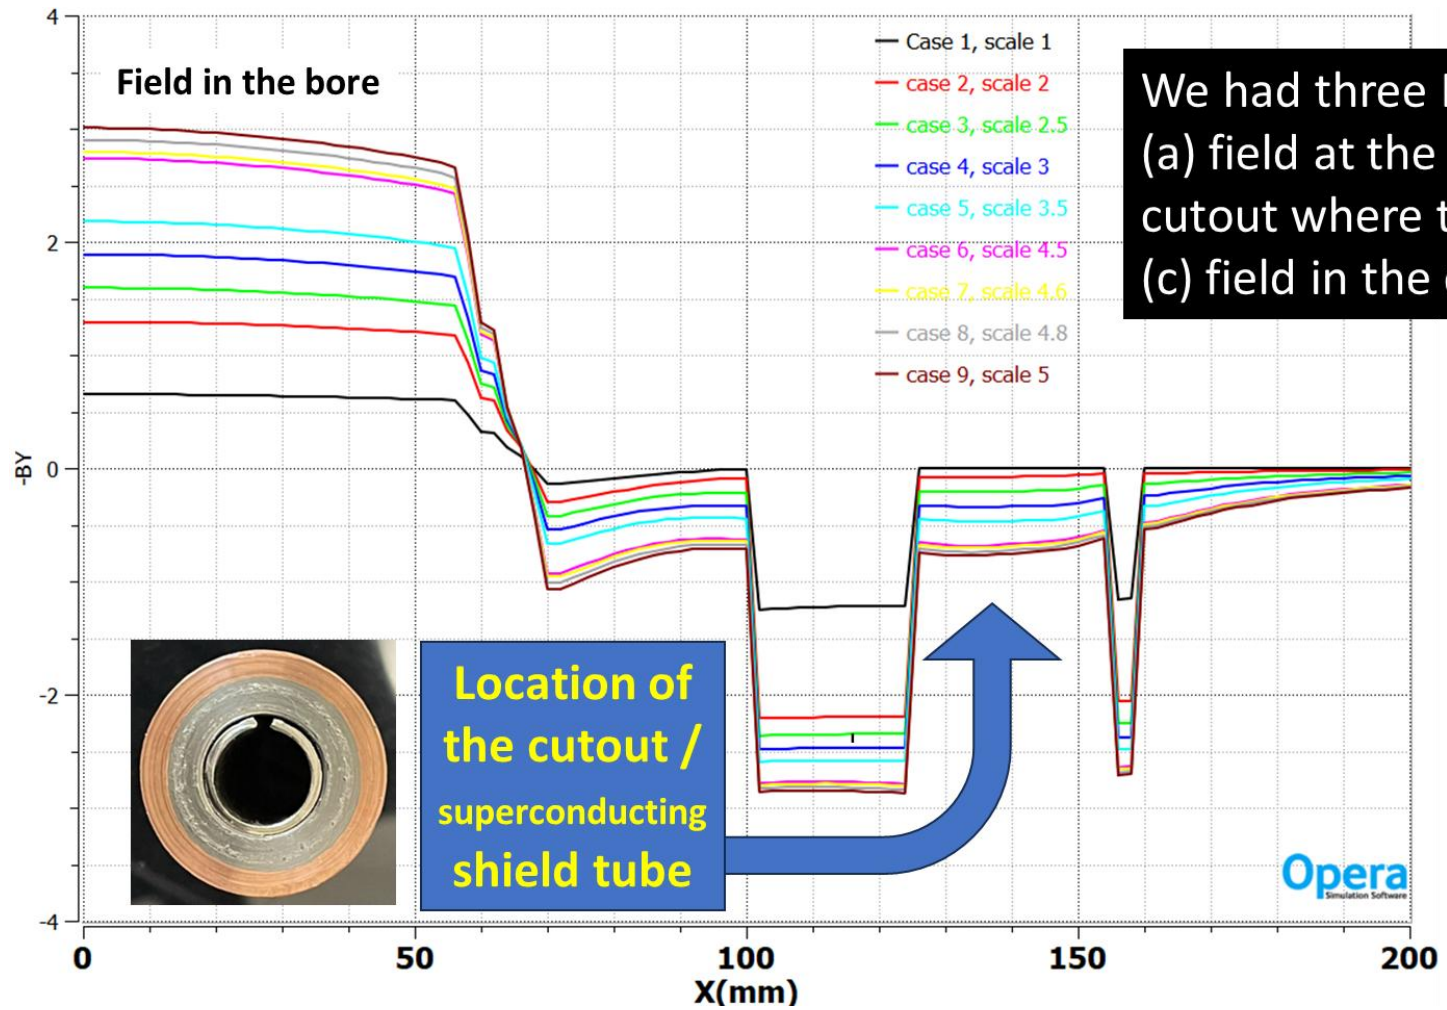 4
2
0
-2
-4
-BY
Field in the bore
Case 1, scale 1
case 2, scale 2
case 3, scale 2.5
case 4, scale 3
case 5, scale 3.5
case 6, scale 4.5
case 7, scale 4.6
case 8, scale 4.8
case 9, scale 5
We had three
(a) field at the
cutout where
(c) field in the
Location of
the cutout /
superconducting
shield tube
Opera
Simulation Software
0
50
100
150
200
X(mm)